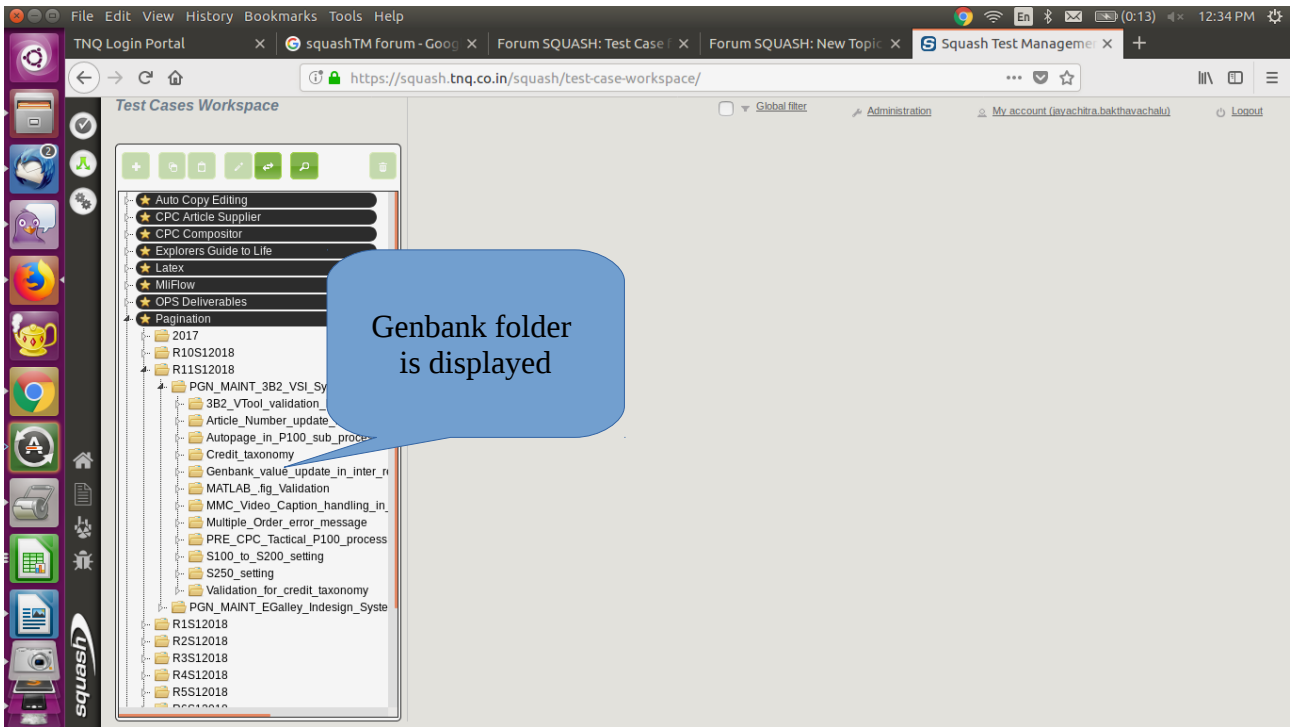 File Edit View History Bookmarks Tools Help
En (0:13) 12:34 PM
TNQ Login Portal
squashTM forum - Goog
Forum SQUASH: Test Case f
Forum SQUASH: New Topic
Squash Test Managemen
https://squash.tnq.co.in/squash/test-case-workspace/
Test Cases Workspace
Global filter
Administration
My account (jayachitra.bakthavachalu)
Logout
2
Auto Copy Editing
CPC Article Supplier
CPC Compositor
Explorers Guide to Life
Latex
MliFlow
OPS Deliverables
Pagination
2017
R10S12018
R11S12018
PGN_MAINT_3B2_VSI_Sy
3B2_VTool_validation_
Article_Number_update_
Autopage_in_P100_sub_proce
Credit_taxonomy
Genbank_value_update_in_inter_re
MATLAB_.fig_Validation
MMC_Video_Caption_handling_in_
Multiple_Order_error_message
PRE_CPC_Tactical_P100_process
S100_to_S200_setting
S250_setting
Validation_for_credit_taxonomy
PGN_MAINT_EGalley_Indesign_Syste
R1S12018
R2S12018
R3S12018
R4S12018
R5S12018
Genbank folder
is displayed
squash